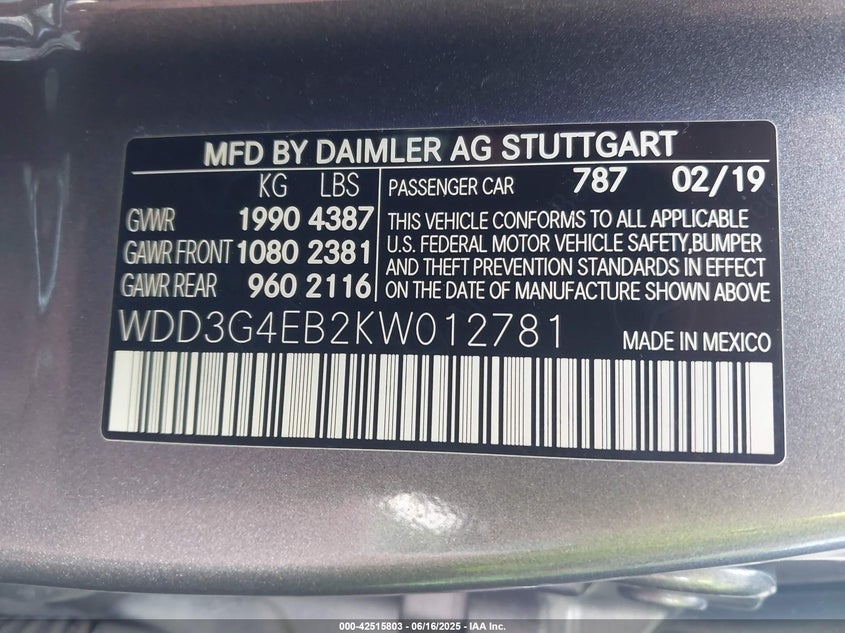 MFD BY DAIMLER AG STUTTGART
KG LBS
GVWR 1990 4387
GAWR FRONT 1080 2381
GAWR REAR 960 2116
PASSENGER CAR 787 02/19
THIS VEHICLE CONFORMS TO ALL APPLICABLE
U.S. FEDERAL MOTOR VEHICLE SAFETY,BUMPER
AND THEFT PREVENTION STANDARDS IN EFFECT
ON THE DATE OF MANUFACTURE SHOWN ABOVE
WDD3G4EB2KW012781 MADE IN MEXICO
000-42515803 - 06/16/2025 - IAA Inc.